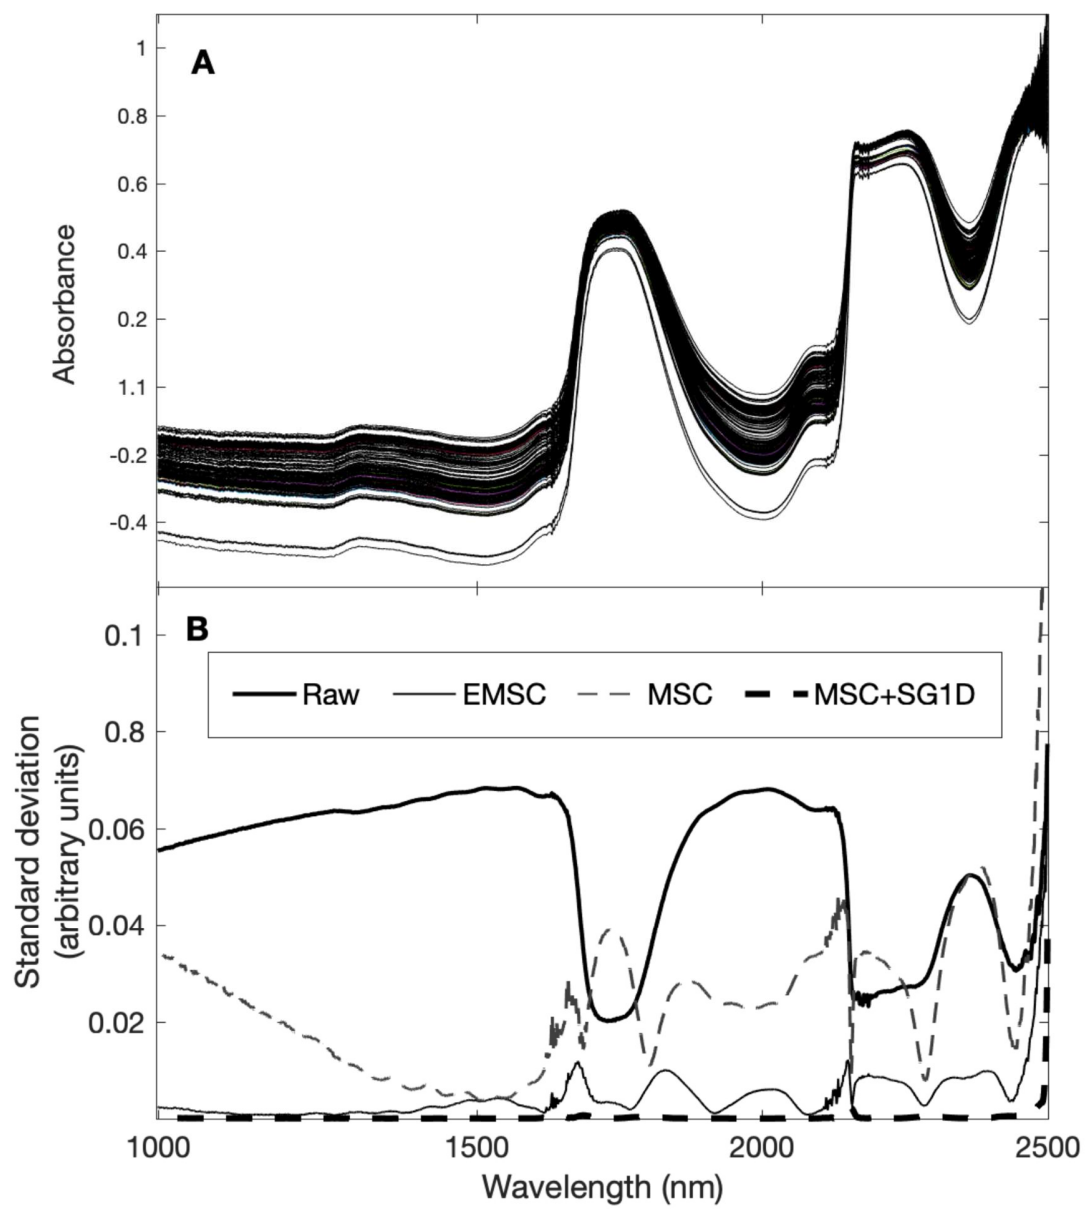 A
1
0.8
0.6
0.4
0.2
1.1
-0.2
-0.4
Absorbance
B
Raw EMSC MSC MSC+SG1D
0.1
0.8
0.06
0.04
0.02
Standard deviation
(arbitrary units)
1000 1500 2000 2500
Wavelength (nm)